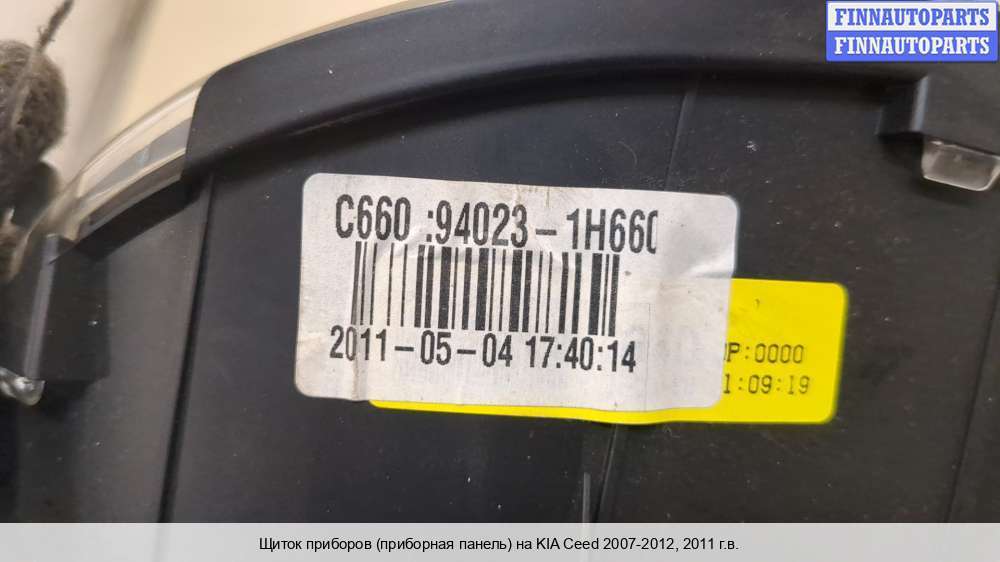 FINNAUTOPARTS
FINNAUTOPARTS
C660 :94023-1H660
2011-05-04 17:40:14
0P:0000
1:09:19
Щиток приборов (приборная панель) на KIA Ceed 2007-2012, 2011 г.в.